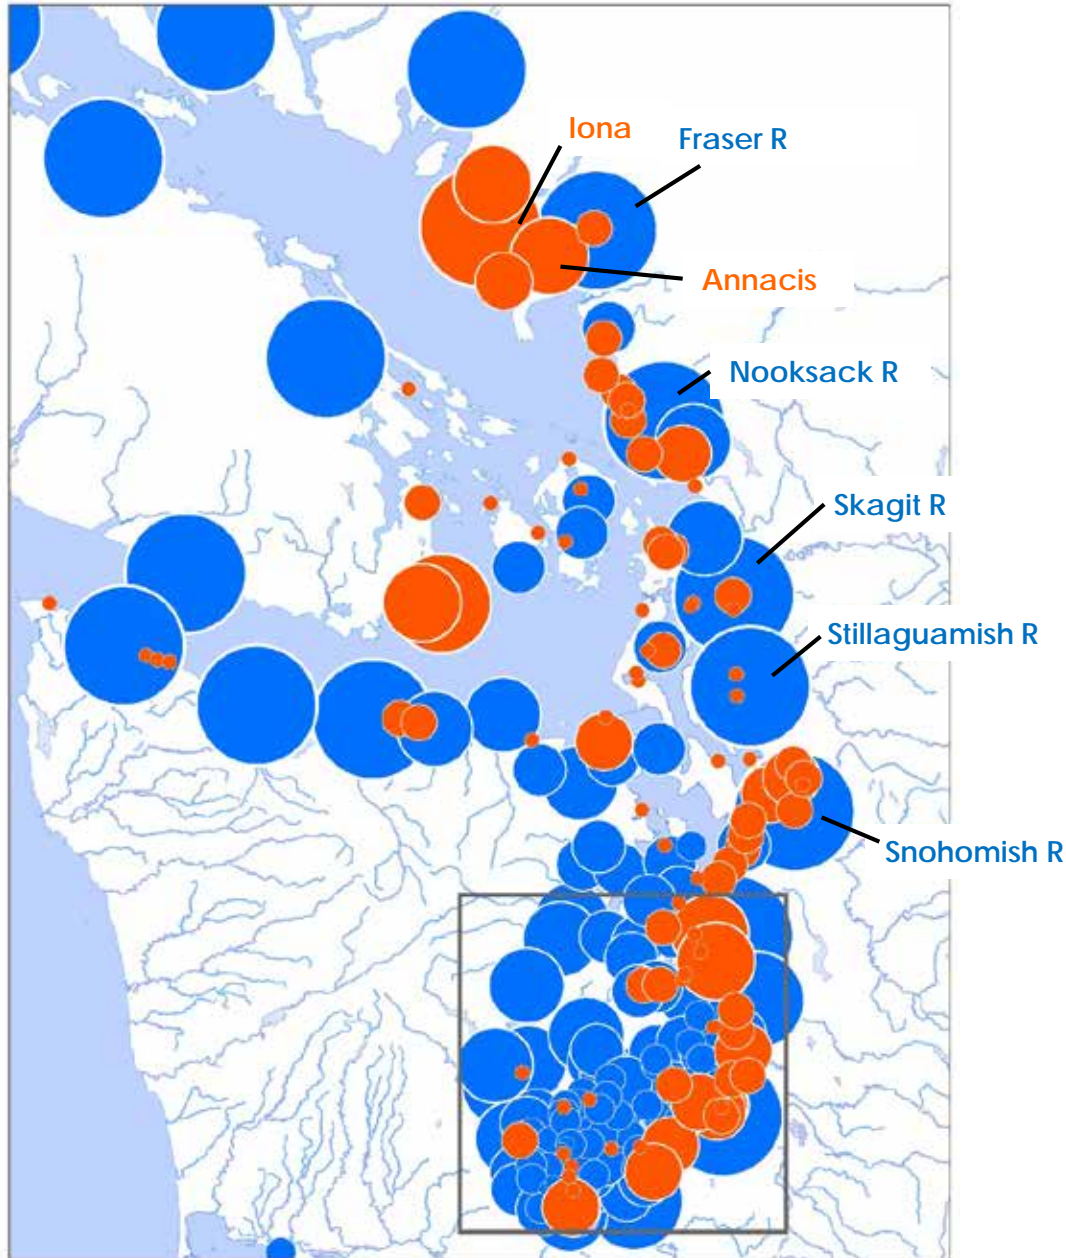 Iona
Fraser R
Annacis
Nooksack R
Skagit R
Stillaguamish R
Snohomish R